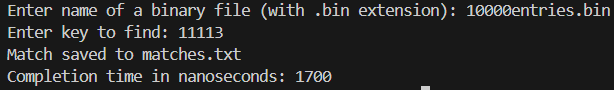 Enter name of a binary file (with .bin extension): 10000entries.bin
Enter key to find: 11113
Match saved to matches.txt
Completion time in nanoseconds: 1700